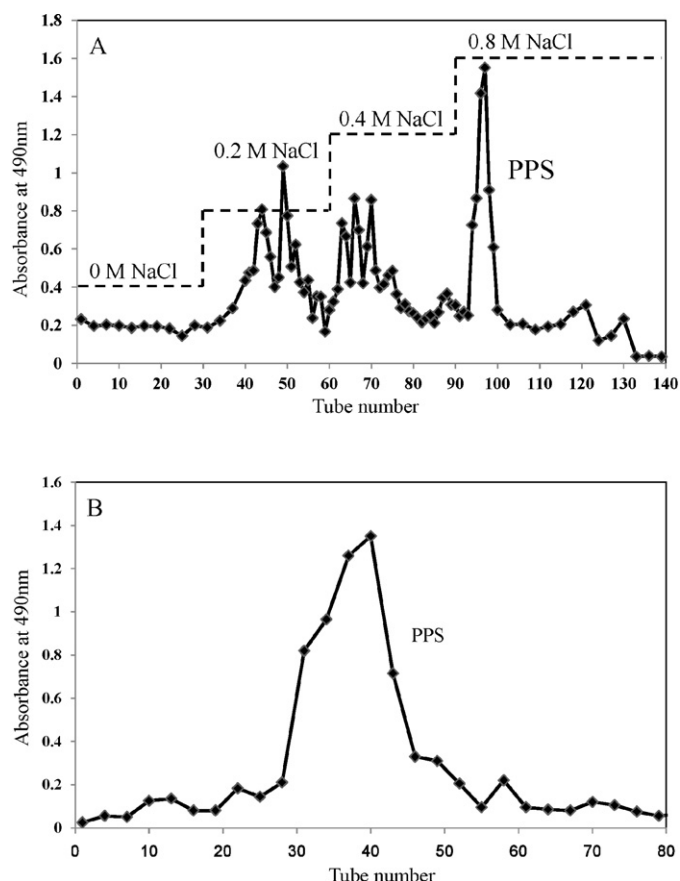 A
1.8
1.6
1.4
1.2
1
0.8
0.6
0.4
0.2
0
Absorbance at 490nm
0 M NaCl
0.2 M NaCl
0.4 M NaCl
0.8 M NaCl
PPS
0 10 20 30 40 50 60 70 80 90 100 110 120 130 140
Tube number
B
1.6
1.4
1.2
1
0.8
0.6
0.4
0.2
0
Absorbance at 490nm
PPS
0 10 20 30 40 50 60 70 80
Tube number